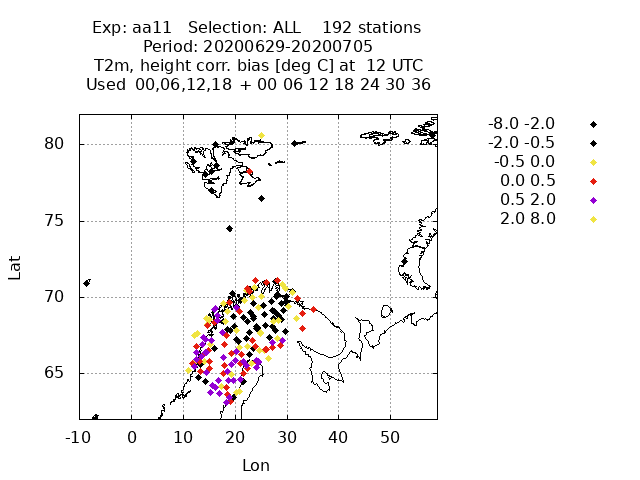 Exp: aa11 Selection: ALL 192 stations
Period: 20200629-20200705
T2m, height corr. bias [deg C] at 12 UTC
Used 00,06,12,18 + 00 06 12 18 24 30 36
-8.0 -2.0
-2.0 -0.5
-0.5 0.0
0.0 0.5
0.5 2.0
2.0 8.0
80
75
70
65
Lat
-10 0 10 20 30 40 50
Lon